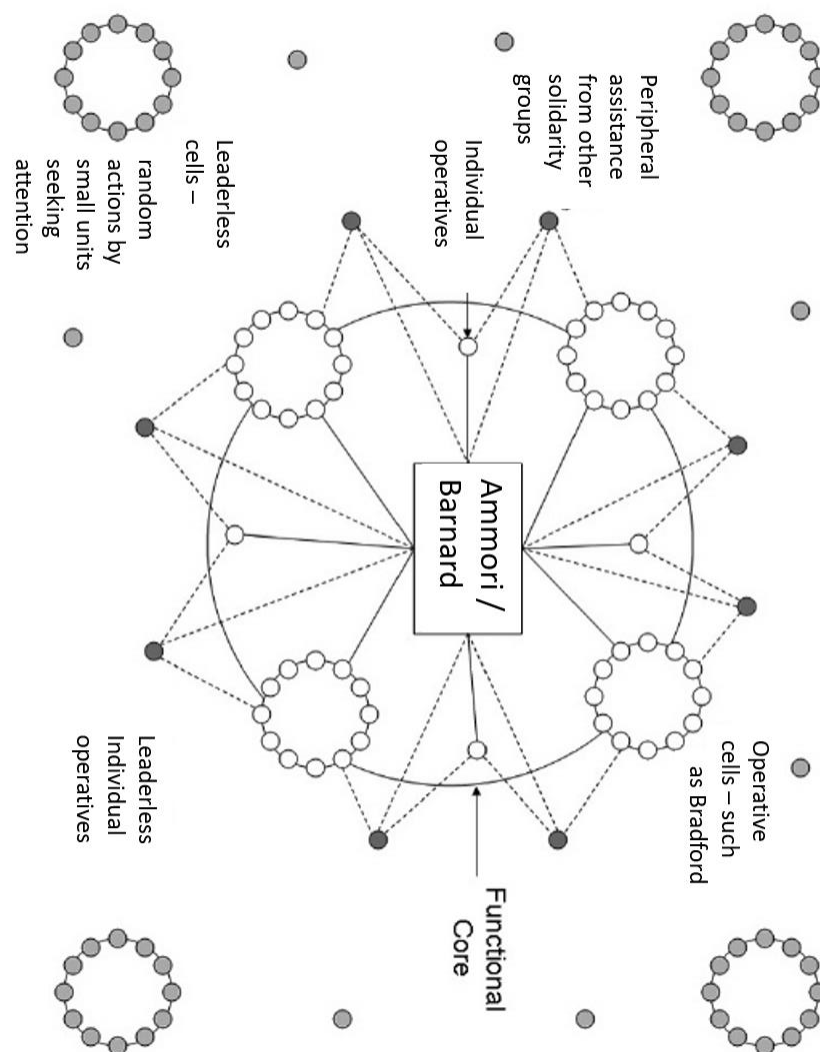 Operative
cells – such
as Bradford
Peripheral
assistance
from other
solidarity
groups
Individual
operatives
Ammori /
Barnard
Functional
Core
Leaderless
cells –
random
actions by
small units
seeking
attention
Leaderless
Individual
operatives